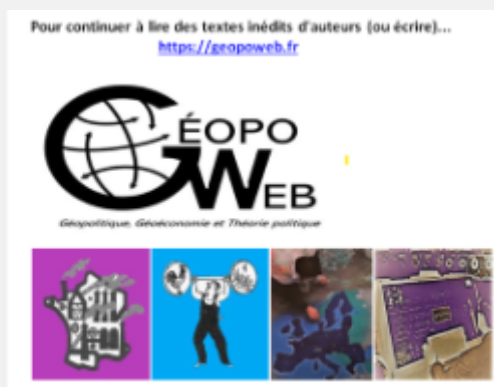 Pour continuer à lire des textes inédits d'auteurs (ou écrire)...
https://geopoweb.fr
GÉOPO
WEB
Géopolitique, Géoéconomie et Théorie politique